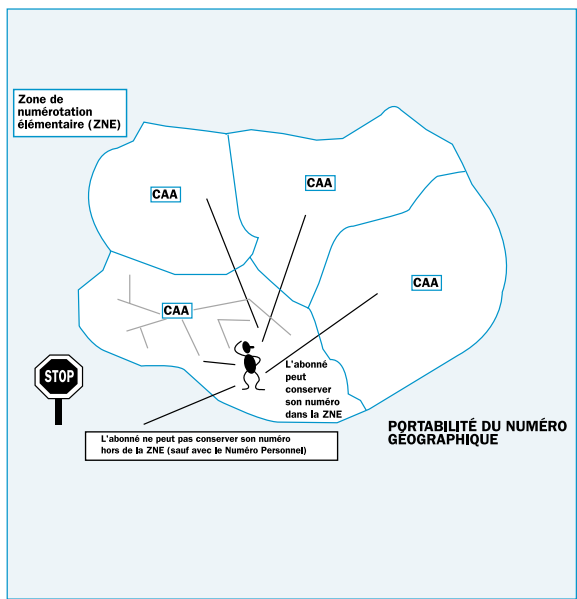 Zone de
numérotation
élémentaire (ZNE)
CAA
CAA
CAA
CAA
L'abonné
peut
conserver
son numéro
dans la ZNE
STOP
PORTABILITÉ DU NUMÉRO
GÉOGRAPHIQUE
L'abonné ne peut pas conserver son numéro
hors de la ZNE (sauf avec le Numéro Personnel)